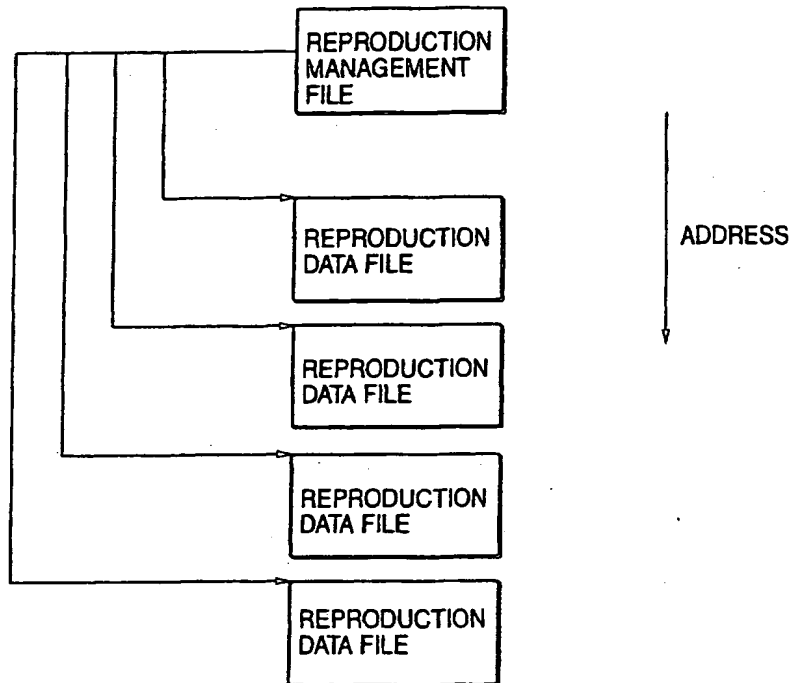 REPRODUCTION
MANAGEMENT
FILE
REPRODUCTION
DATA FILE
ADDRESS
REPRODUCTION
DATA FILE
REPRODUCTION
DATA FILE
REPRODUCTION
DATA FILE